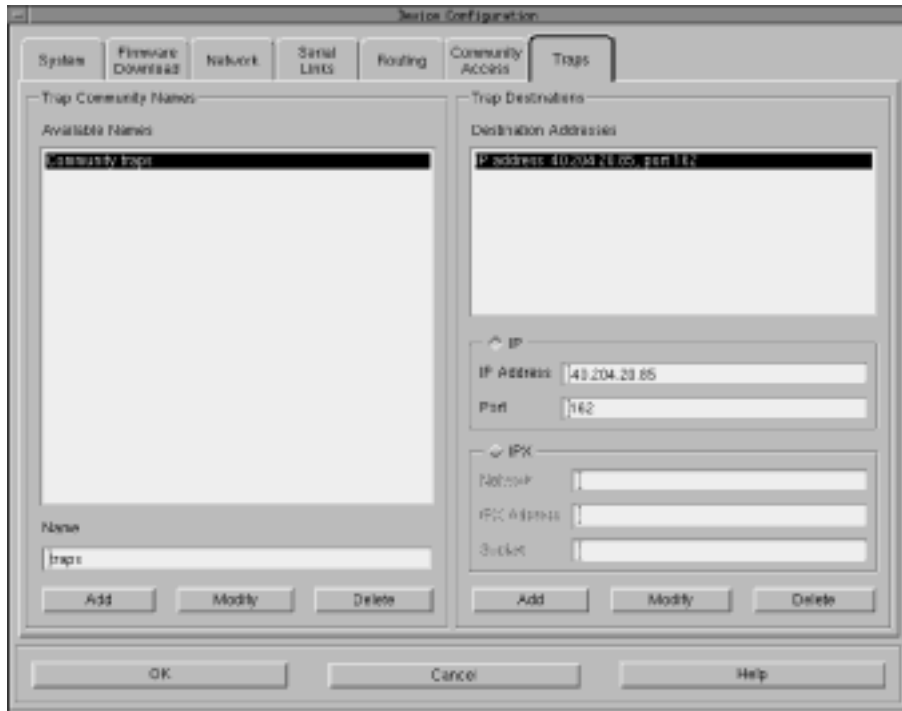 Device Configuration
System
Firmware Download
Network
Serial Links
Routing
Community Access
Traps
Trap Community Names
Available Names
Community traps
Name
traps
Add
Modify
Delete
Trap Destinations
Destination Addresses
IP address 40.204.20.85, port 162
IP
IP Address
40.204.20.85
Port
162
IPX
Network
IPX Address
Socket
Add
Modify
Delete
OK
Cancel
Help